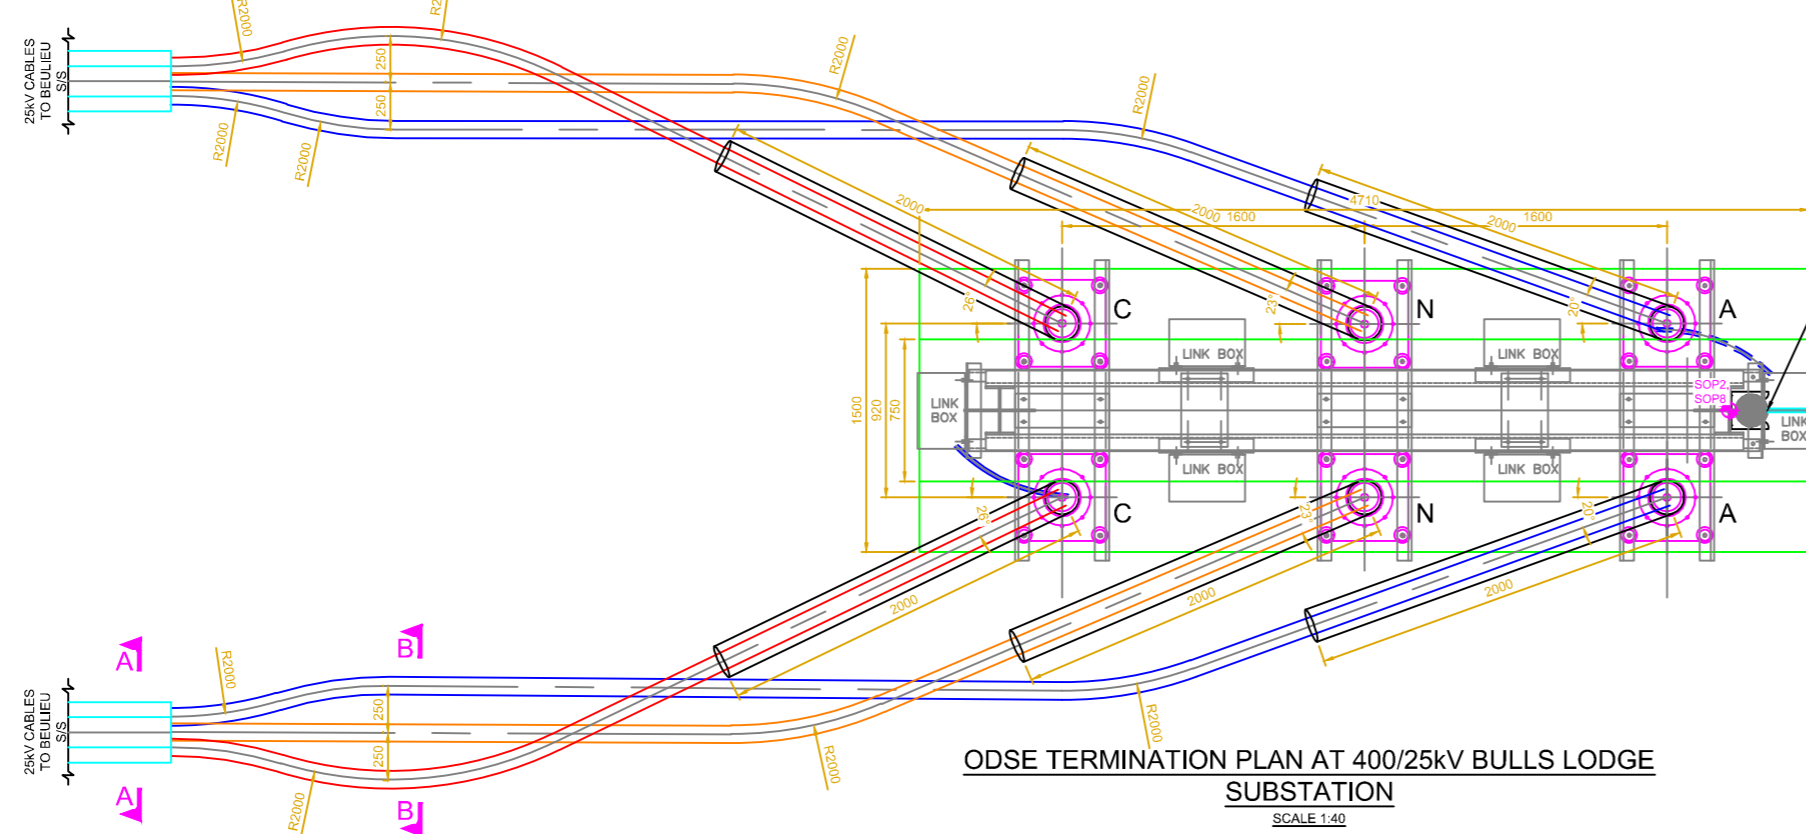 R2000
R2
25kV CABLES
TO BEULIEU
S/S
250
250
R2000
R2000
R2000
R2000
2000
2000
2000
4710
1600
1600
26°
23°
20°
C
N
A
1500
920
750
LINK BOX
LINK BOX
LINK
BOX
SOP2,
SOP8
LINK
BOX
LINK BOX
LINK BOX
26°
23°
20°
C
N
A
2000
2000
2000
A
B
R2000
25kV CABLES
TO BEULIEU
S/S
250
250
R2000
R2000
R2000
A
B
ODSE TERMINATION PLAN AT 400/25kV BULLS LODGE
SUBSTATION
SCALE 1:40